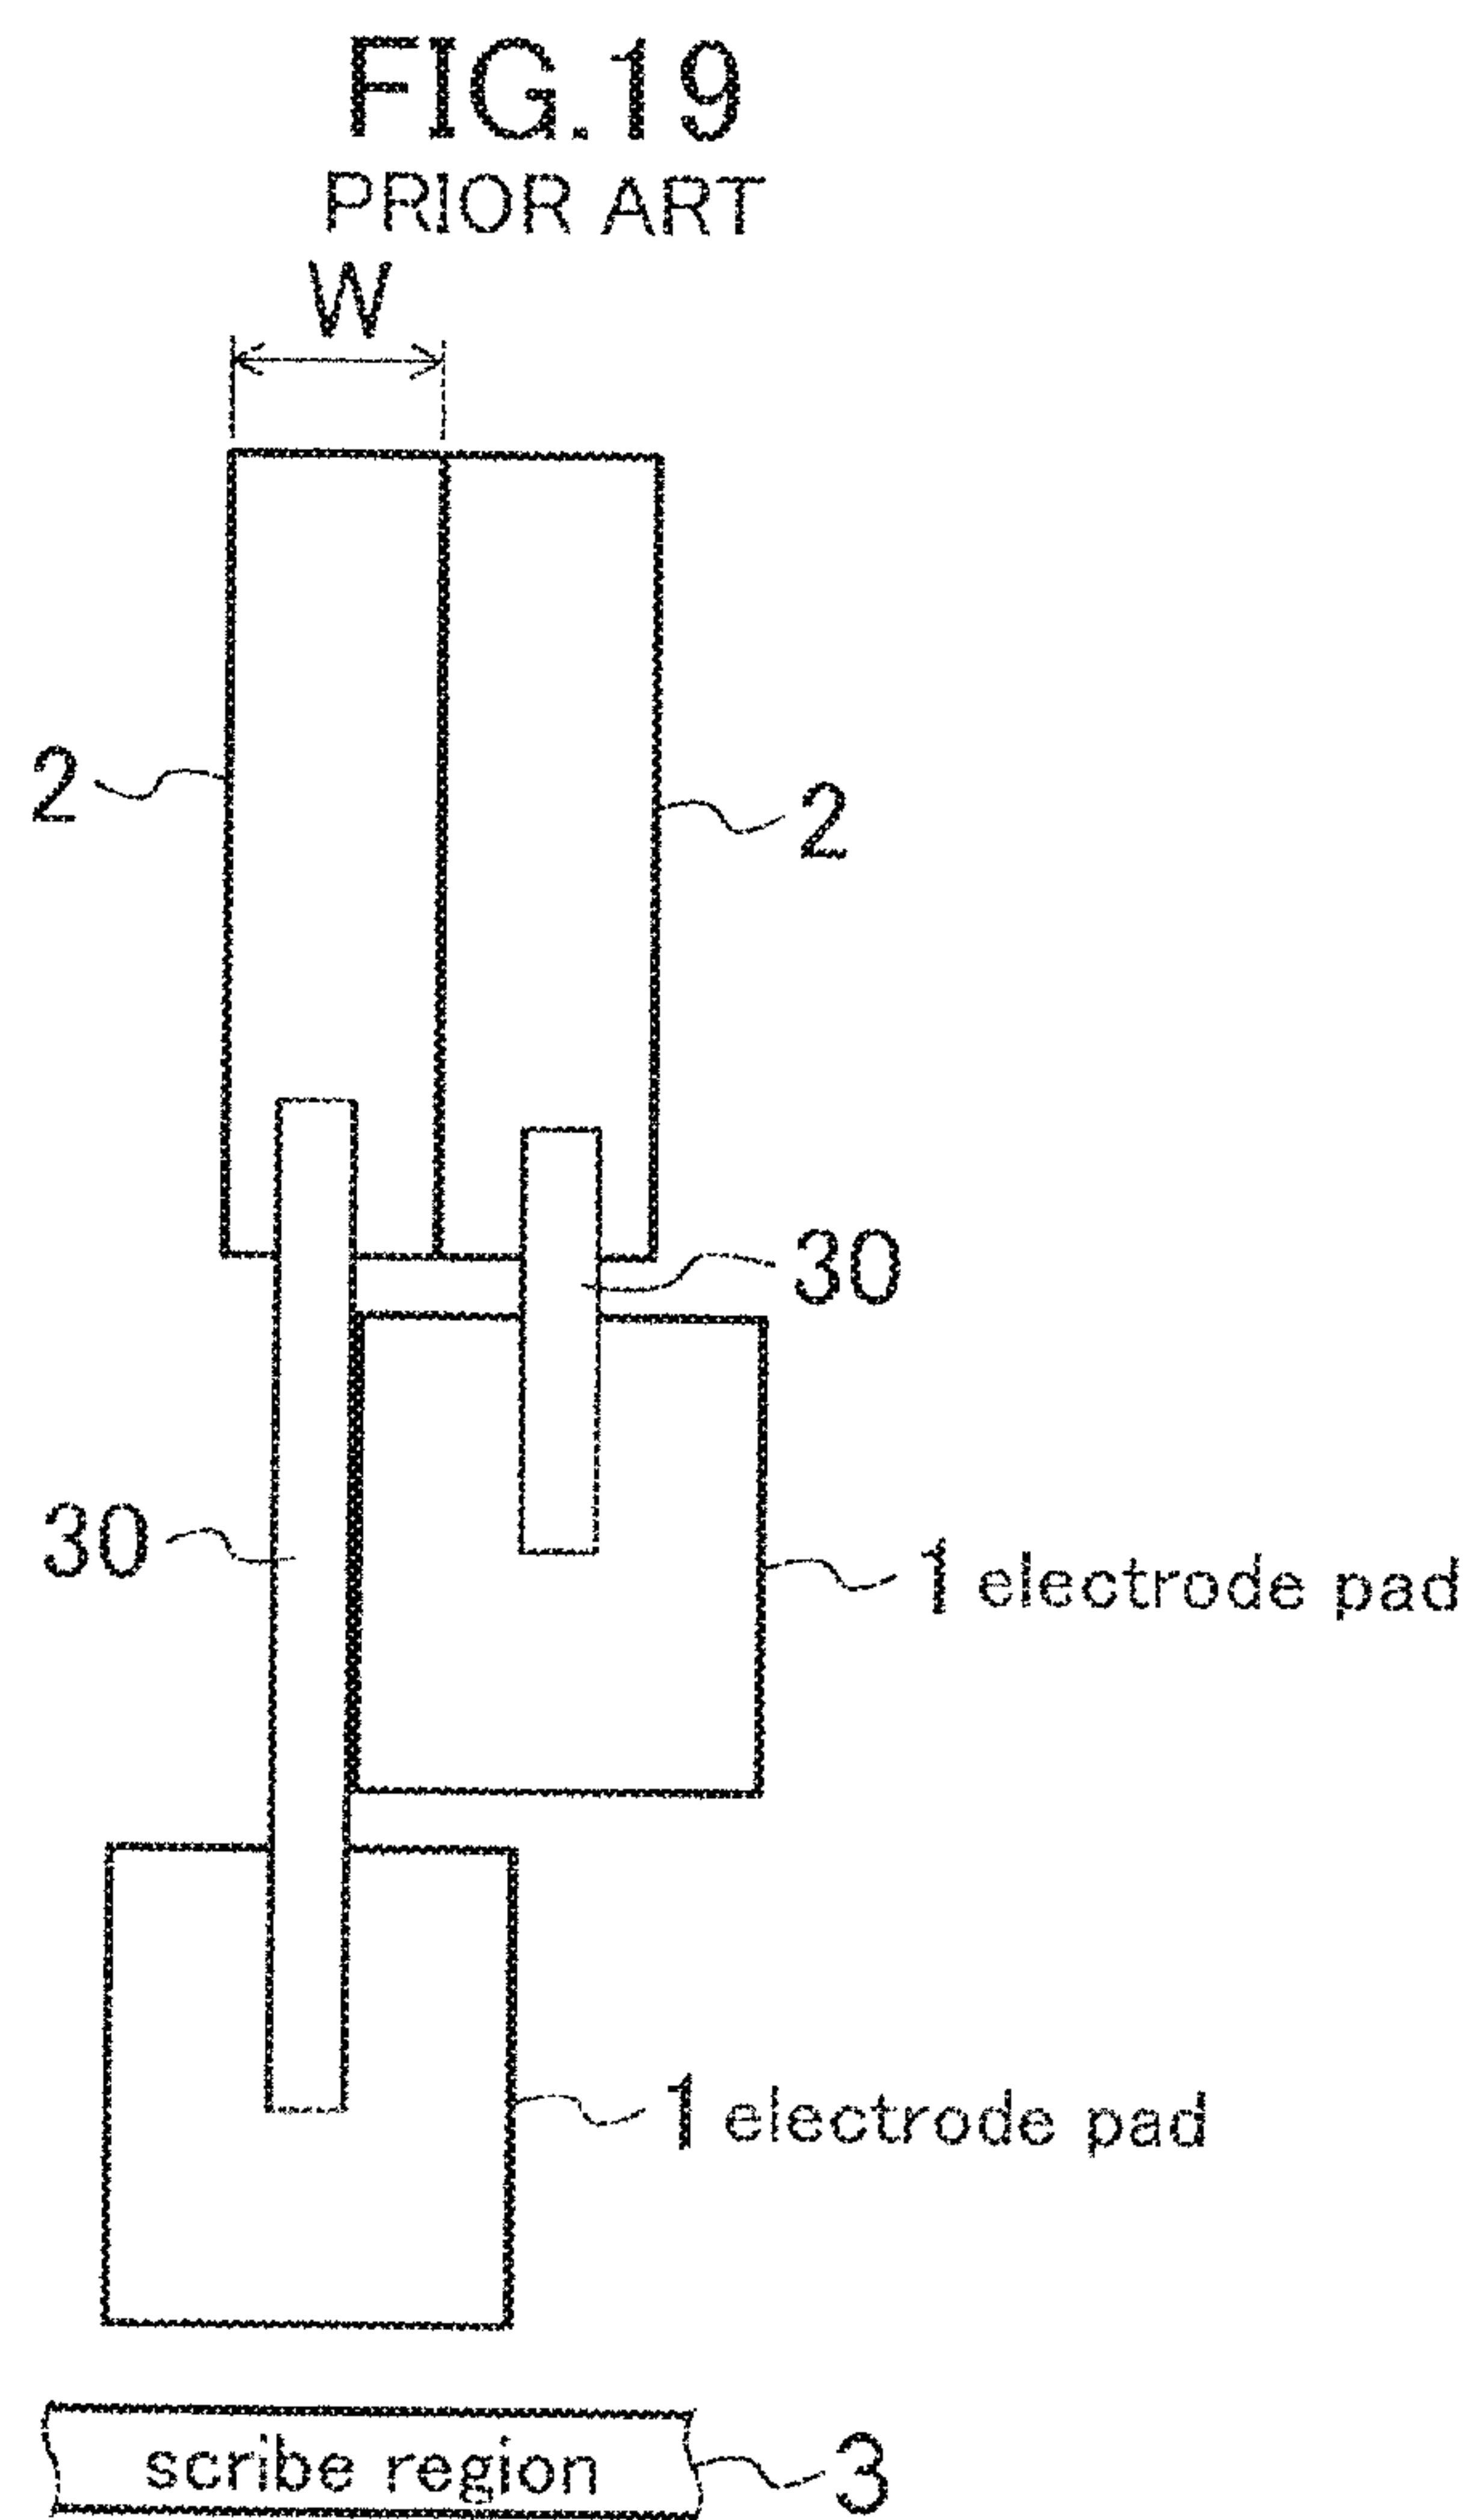 FIG.19
PRIOR ART
W
2
2
30
30
1 electrode pad
1 electrode pad
scribe region
3